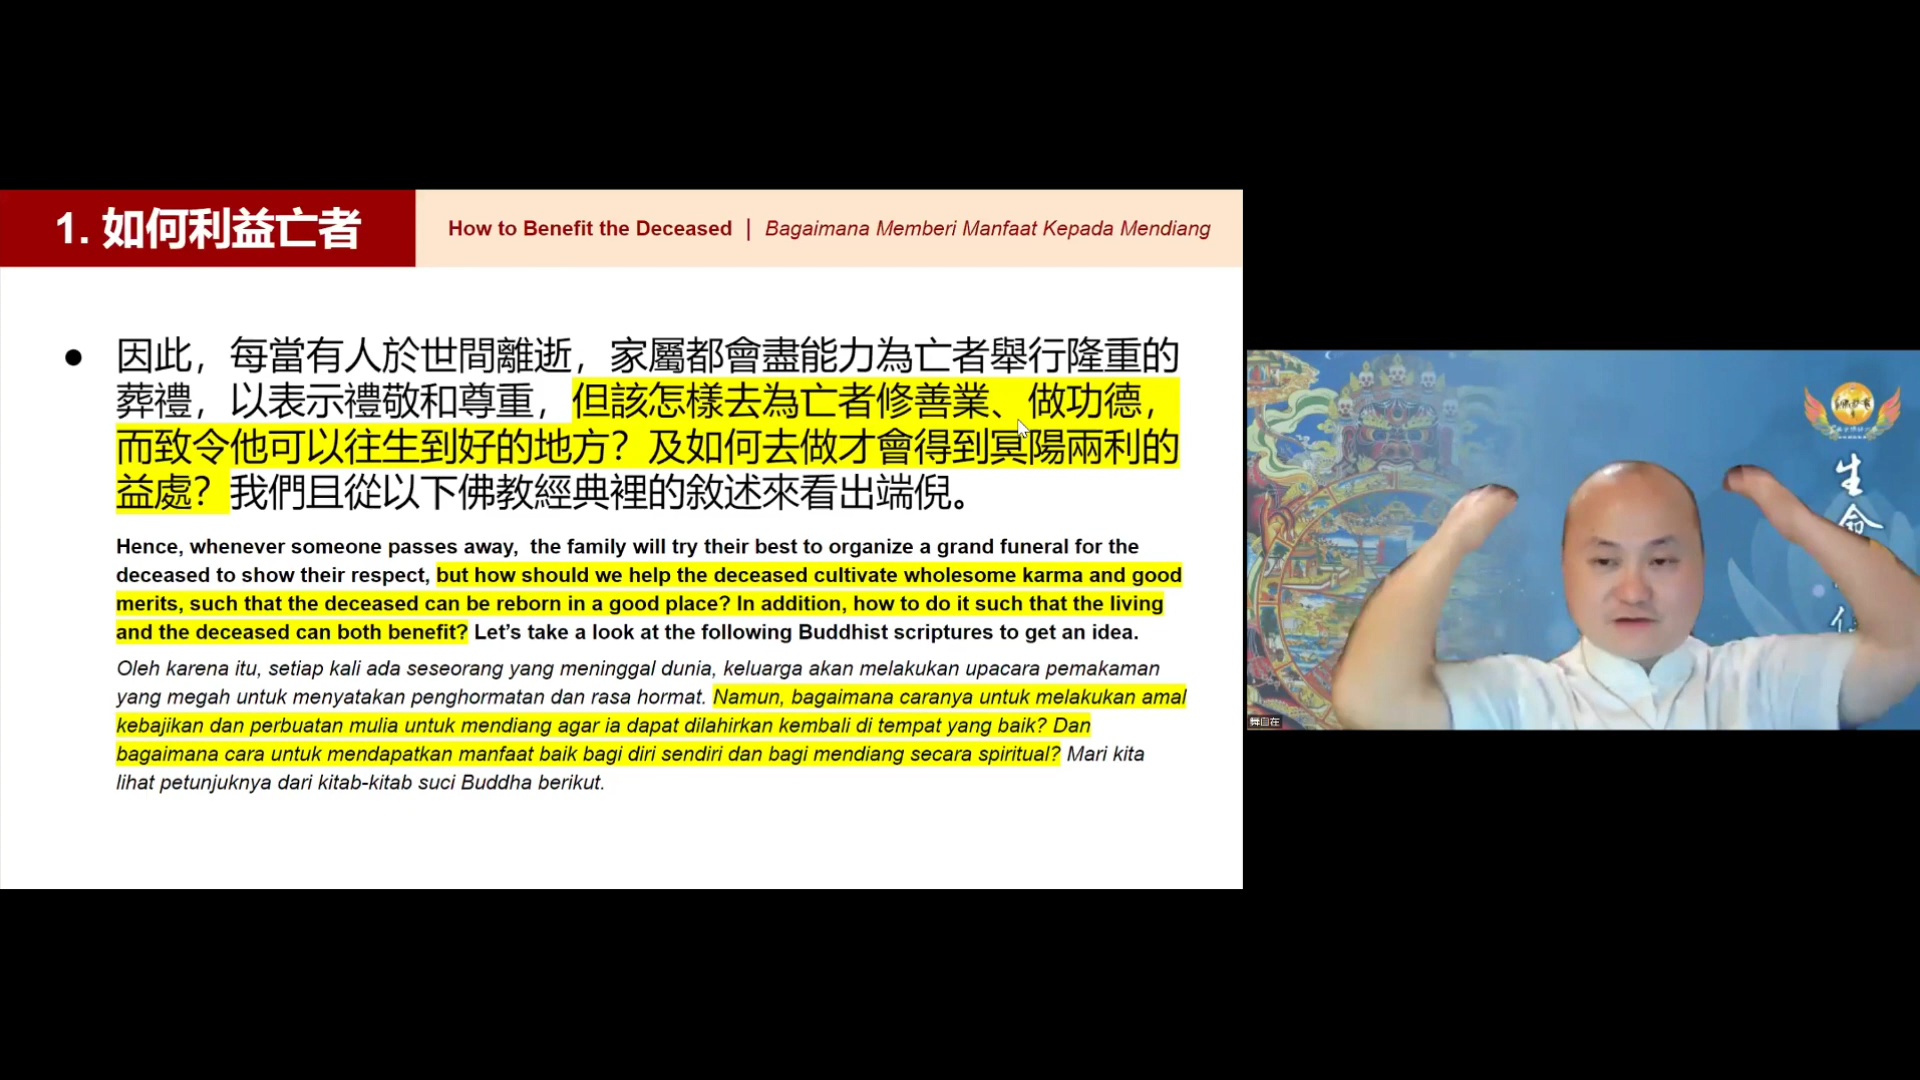 1. 如何利益亡者
How to Benefit the Deceased | Bagaimana Memberi Manfaat Kepada Mendiang
● 因此，每當有人於世間離逝，家屬都會盡能力為亡者舉行隆重的
葬禮，以表示禮敬和尊重，但該怎樣去為亡者修善業、做功德，
而致令他可以往生到好的地方？及如何去做才會得到冥陽兩利的
益處？我們且從以下佛教經典裡的敘述來看出端倪。
Hence, whenever someone passes away,  the family will try their best to organize a grand funeral for the
deceased to show their respect, but how should we help the deceased cultivate wholesome karma and good
merits, such that the deceased can be reborn in a good place? In addition, how to do it such that the living
and the deceased can both benefit? Let’s take a look at the following Buddhist scriptures to get an idea.
Oleh karena itu, setiap kali ada seseorang yang meninggal dunia, keluarga akan melakukan upacara pemakaman
yang megah untuk menyatakan penghormatan dan rasa hormat. Namun, bagaimana caranya untuk melakukan amal
kebajikan dan perbuatan mulia untuk mendiang agar ia dapat dilahirkan kembali di tempat yang baik? Dan
bagaimana cara untuk mendapatkan manfaat baik bagi diri sendiri dan bagi mendiang secara spiritual? Mari kita
lihat petunjuknya dari kitab-kitab suci Buddha berikut.
生命
舞自在